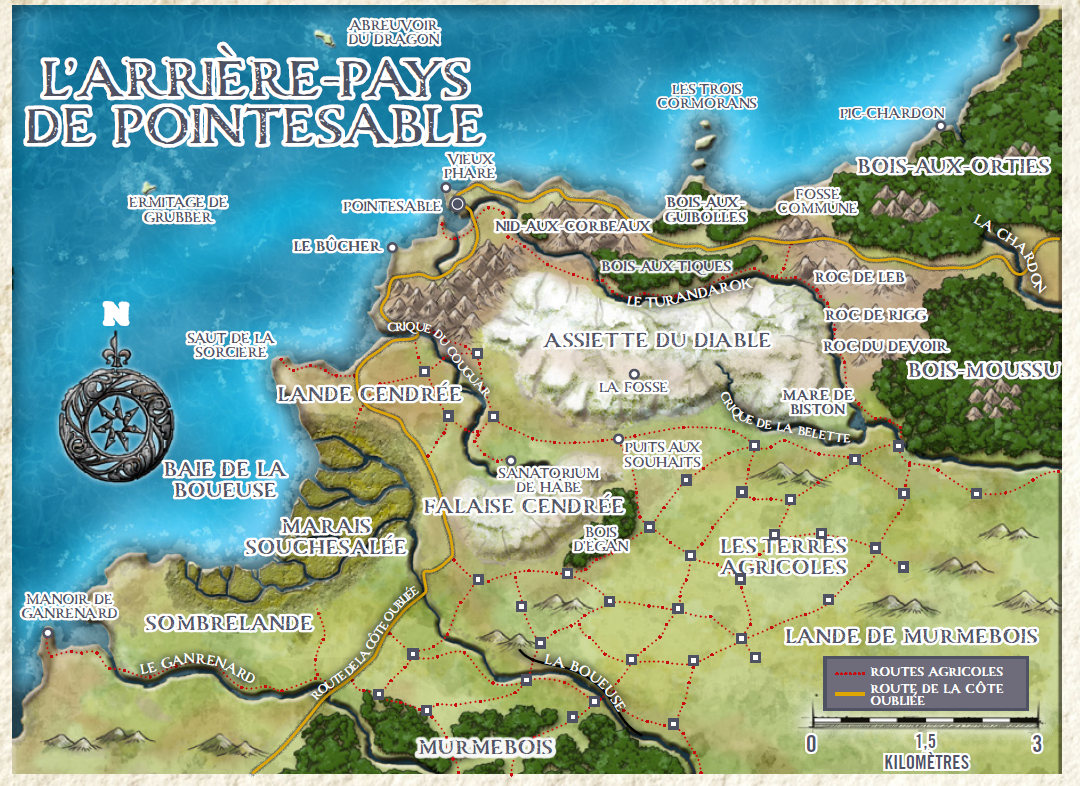 ABREUVOIR
DU DRAGON
L'ARRIÈRE-PAYS
DE POINTESABLE
LES TROIS
CORMORANS
PIC-CHARDON
BOIS-AUX-ORTIES
VIEUX
PHARE
ERMITAGE DE
GRUBBER
POINTESABLE
BOIS-AUX-
GUIBOLLES
FOSSE
COMMUNE
LA CHARDON
NID-AUX-CORBEAUX
LE BÛCHER
BOIS-AUX-TIQUES
ROC DE LEB
LE TURANDAROK
N
ROC DE RIGG
CRIQUE DU COUGUAR
SAUT DE LA
SORCIÈRE
ASSIETTE DU DIABLE
ROC DU DEVOIR
BOIS-MOUSSU
LA FOSSE
LANDE CENDRÉE
MARE DE
BISTON
CRIQUE DE LA BELETTE
PUITS AUX
SOUHAITS
BAIE DE LA
BOUEUSE
SANATORIUM
DE HABE
FALAISE CENDRÉE
MARAIS
SOUCHESALÉE
BOIS
D'EGAN
LES TERRES
AGRICOLES
MANOIR DE
GANRENARD
SOMBRELANDE
ROUTE DE LA CÔTE OUBLIÉE
LANDE DE MURMEBOIS
LE GANRENARD
LA BOUEUSE
ROUTES AGRICOLES
ROUTE DE LA CÔTE
OUBLIÉE
MURMEBOIS
0 1,5 3
KILOMÈTRES